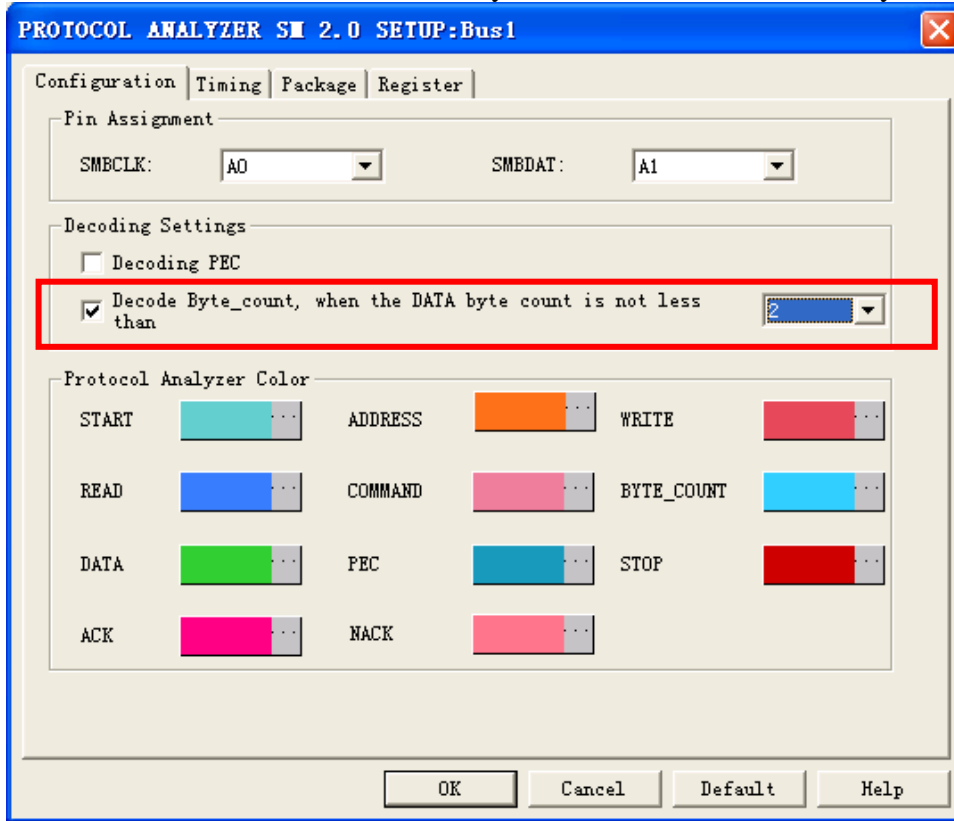 PROTOCOL ANALYZER SM 2.0 SETUP:Bus1
Configuration Timing Package Register
Pin Assignment
SMBCLK: A0 SMBDAT: A1
Decoding Settings
Decoding PEC
Decode Byte_count, when the DATA byte count is not less than 2
Protocol Analyzer Color
START ... ADDRESS ... WRITE ...
READ ... COMMAND ... BYTE_COUNT ...
DATA ... PEC ... STOP ...
ACK ... NACK ...
OK Cancel Default Help